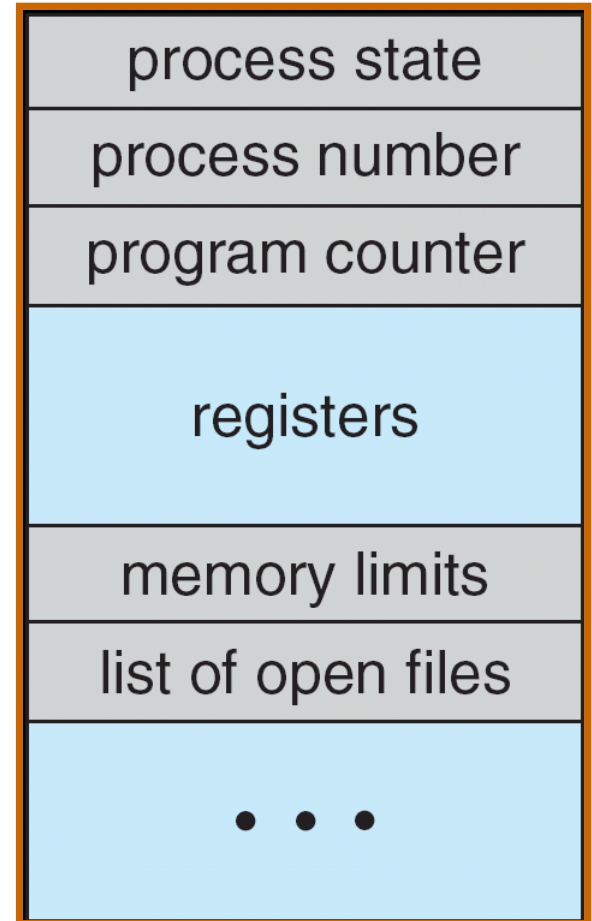 process state
process number
program counter
registers
memory limits
list of open files
• • •